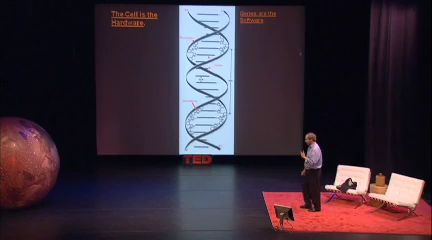 The Cell is the
Hardware.
Genes are the
Software
TED